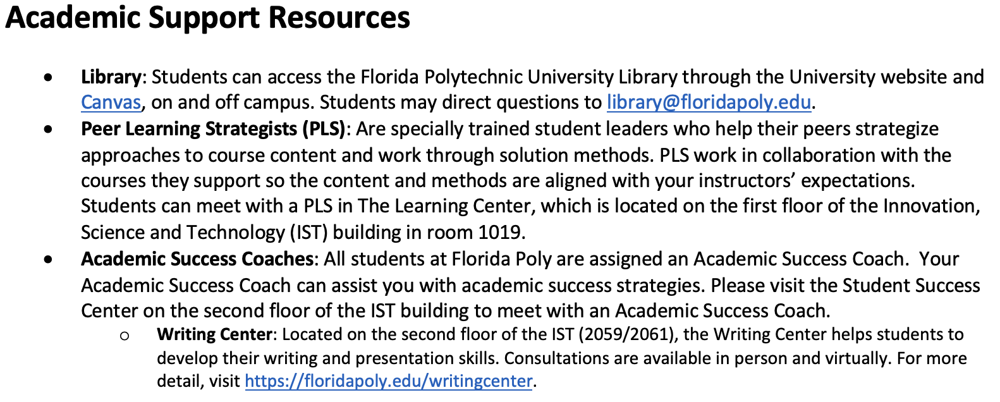 Academic Support Resources
• Library: Students can access the Florida Polytechnic University Library through the University website and
Canvas, on and off campus. Students may direct questions to library@floridapoly.edu.
• Peer Learning Strategists (PLS): Are specially trained student leaders who help their peers strategize
approaches to course content and work through solution methods. PLS work in collaboration with the
courses they support so the content and methods are aligned with your instructors’ expectations.
Students can meet with a PLS in The Learning Center, which is located on the first floor of the Innovation,
Science and Technology (IST) building in room 1019.
• Academic Success Coaches: All students at Florida Poly are assigned an Academic Success Coach.  Your
Academic Success Coach can assist you with academic success strategies. Please visit the Student Success
Center on the second floor of the IST building to meet with an Academic Success Coach.
o Writing Center: Located on the second floor of the IST (2059/2061), the Writing Center helps students to
develop their writing and presentation skills. Consultations are available in person and virtually. For more
detail, visit https://floridapoly.edu/writingcenter.